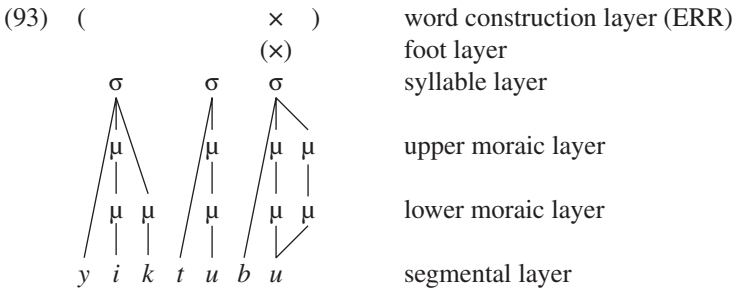 (93) ( × ) word construction layer (ERR)
(×) foot layer
σ σ σ syllable layer
μ μ μ μ upper moraic layer
μ μ μ μ μ lower moraic layer
y i k t u b u segmental layer